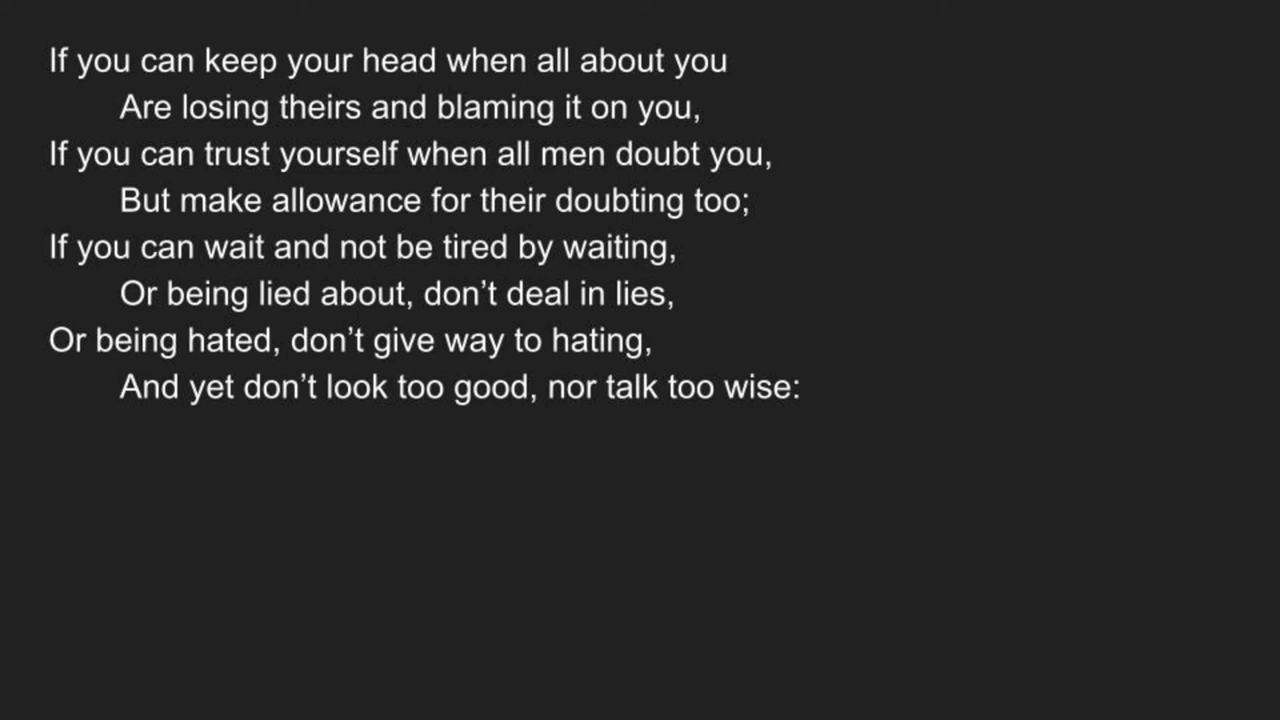 If you can keep your head when all about you
Are losing theirs and blaming it on you,
If you can trust yourself when all men doubt you,
But make allowance for their doubting too;
If you can wait and not be tired by waiting,
Or being lied about, don’t deal in lies,
Or being hated, don’t give way to hating,
And yet don’t look too good, nor talk too wise: